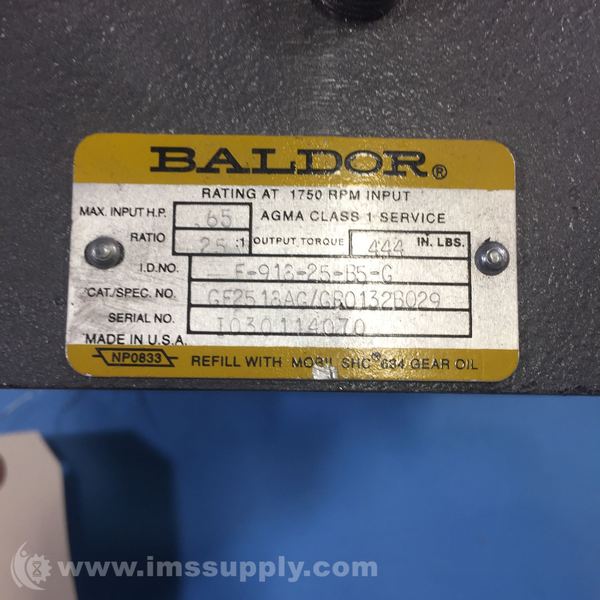 BALDOR®
RATING AT 1750 RPM INPUT
MAX. INPUT H.P. .65 AGMA CLASS 1 SERVICE
RATIO 25 :1 OUTPUT TORQUE 444 IN. LBS.
I.D.NO. F-918-25-B5-G
CAT./SPEC. NO. GF2518AG/GR0132B029
SERIAL NO. I030114070
MADE IN U.S.A.
NP0833 REFILL WITH MOBIL SHC® 634 GEAR OIL
© www.imssupply.com